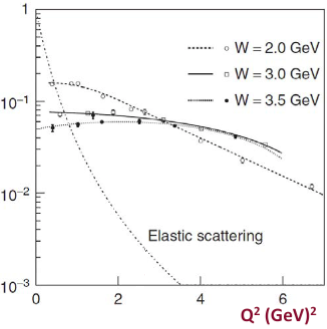 1
W = 2.0 GeV
W = 3.0 GeV
10⁻¹
W = 3.5 GeV
10⁻²
Elastic scattering
10⁻³
0 2 4 6
Q² (GeV)²